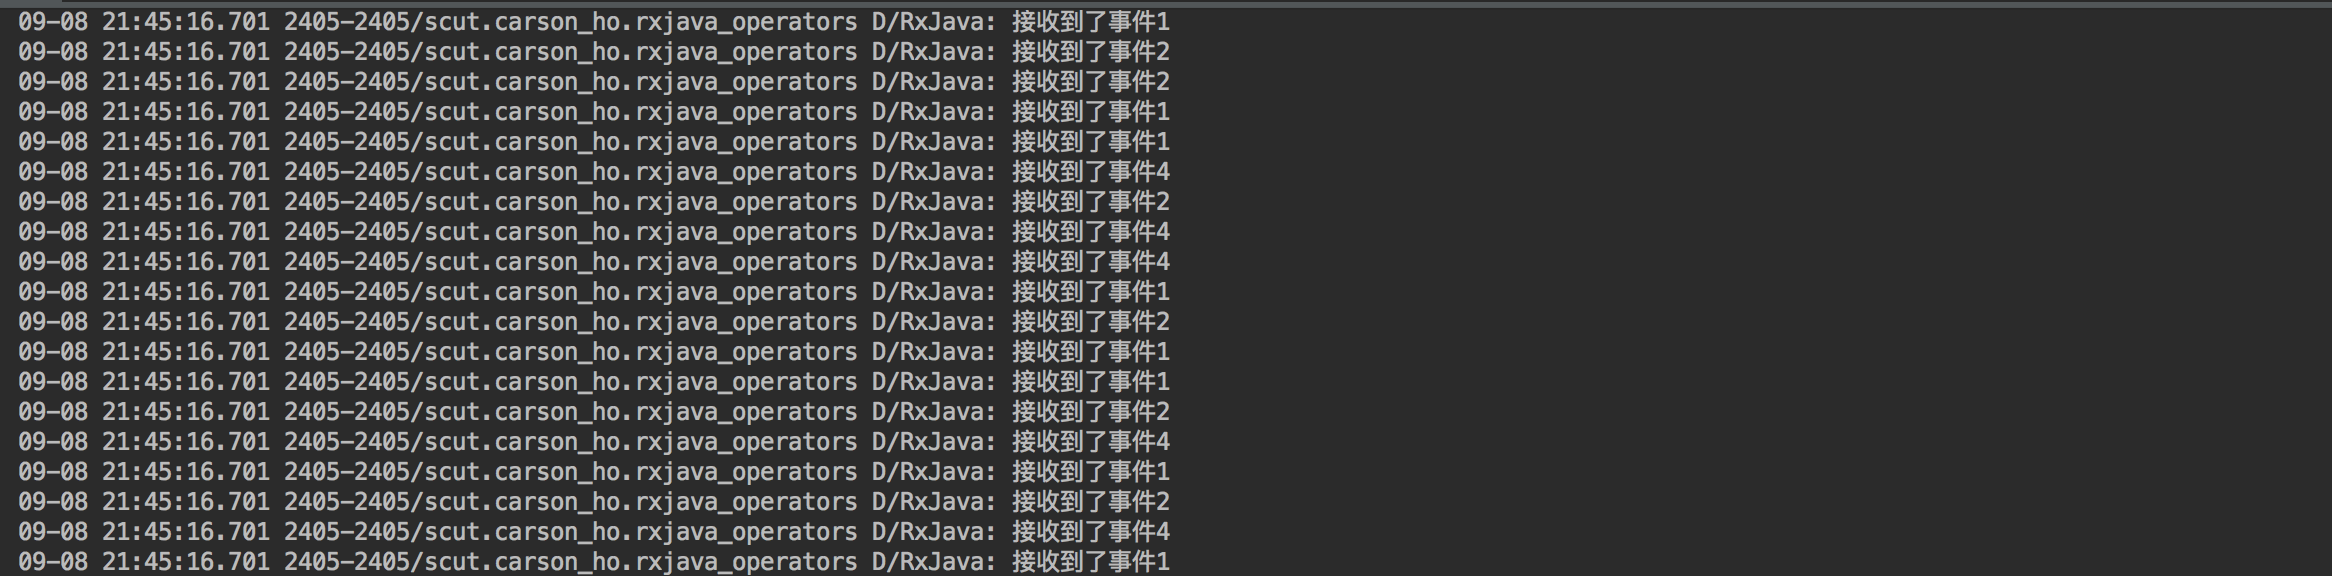 09-08 21:45:16.701 2405-2405/scut.carson_ho.rxjava_operators D/RxJava: 接收到了事件1
09-08 21:45:16.701 2405-2405/scut.carson_ho.rxjava_operators D/RxJava: 接收到了事件2
09-08 21:45:16.701 2405-2405/scut.carson_ho.rxjava_operators D/RxJava: 接收到了事件2
09-08 21:45:16.701 2405-2405/scut.carson_ho.rxjava_operators D/RxJava: 接收到了事件1
09-08 21:45:16.701 2405-2405/scut.carson_ho.rxjava_operators D/RxJava: 接收到了事件1
09-08 21:45:16.701 2405-2405/scut.carson_ho.rxjava_operators D/RxJava: 接收到了事件4
09-08 21:45:16.701 2405-2405/scut.carson_ho.rxjava_operators D/RxJava: 接收到了事件2
09-08 21:45:16.701 2405-2405/scut.carson_ho.rxjava_operators D/RxJava: 接收到了事件4
09-08 21:45:16.701 2405-2405/scut.carson_ho.rxjava_operators D/RxJava: 接收到了事件4
09-08 21:45:16.701 2405-2405/scut.carson_ho.rxjava_operators D/RxJava: 接收到了事件1
09-08 21:45:16.701 2405-2405/scut.carson_ho.rxjava_operators D/RxJava: 接收到了事件2
09-08 21:45:16.701 2405-2405/scut.carson_ho.rxjava_operators D/RxJava: 接收到了事件1
09-08 21:45:16.701 2405-2405/scut.carson_ho.rxjava_operators D/RxJava: 接收到了事件1
09-08 21:45:16.701 2405-2405/scut.carson_ho.rxjava_operators D/RxJava: 接收到了事件2
09-08 21:45:16.701 2405-2405/scut.carson_ho.rxjava_operators D/RxJava: 接收到了事件4
09-08 21:45:16.701 2405-2405/scut.carson_ho.rxjava_operators D/RxJava: 接收到了事件1
09-08 21:45:16.701 2405-2405/scut.carson_ho.rxjava_operators D/RxJava: 接收到了事件2
09-08 21:45:16.701 2405-2405/scut.carson_ho.rxjava_operators D/RxJava: 接收到了事件4
09-08 21:45:16.701 2405-2405/scut.carson_ho.rxjava_operators D/RxJava: 接收到了事件1